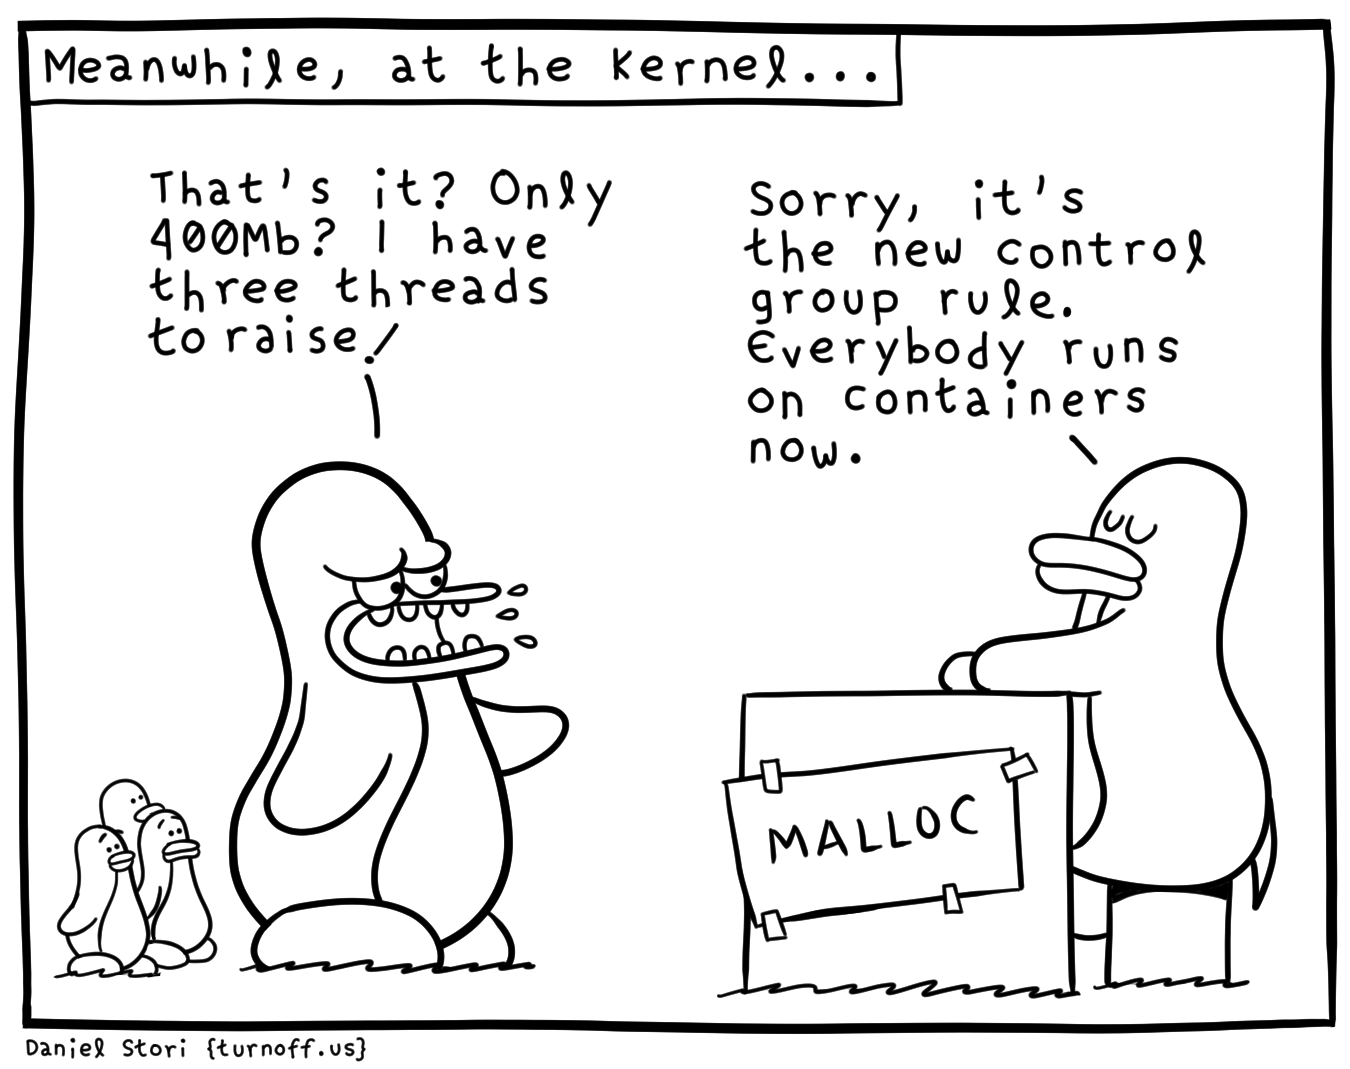 Meanwhile, at the kernel...
That's it? Only
400Mb? I have
three threads
to raise!
Sorry, it's
the new control
group rule.
Everybody runs
on containers
now.
MALLOC
Daniel Stori {turnoff.us}